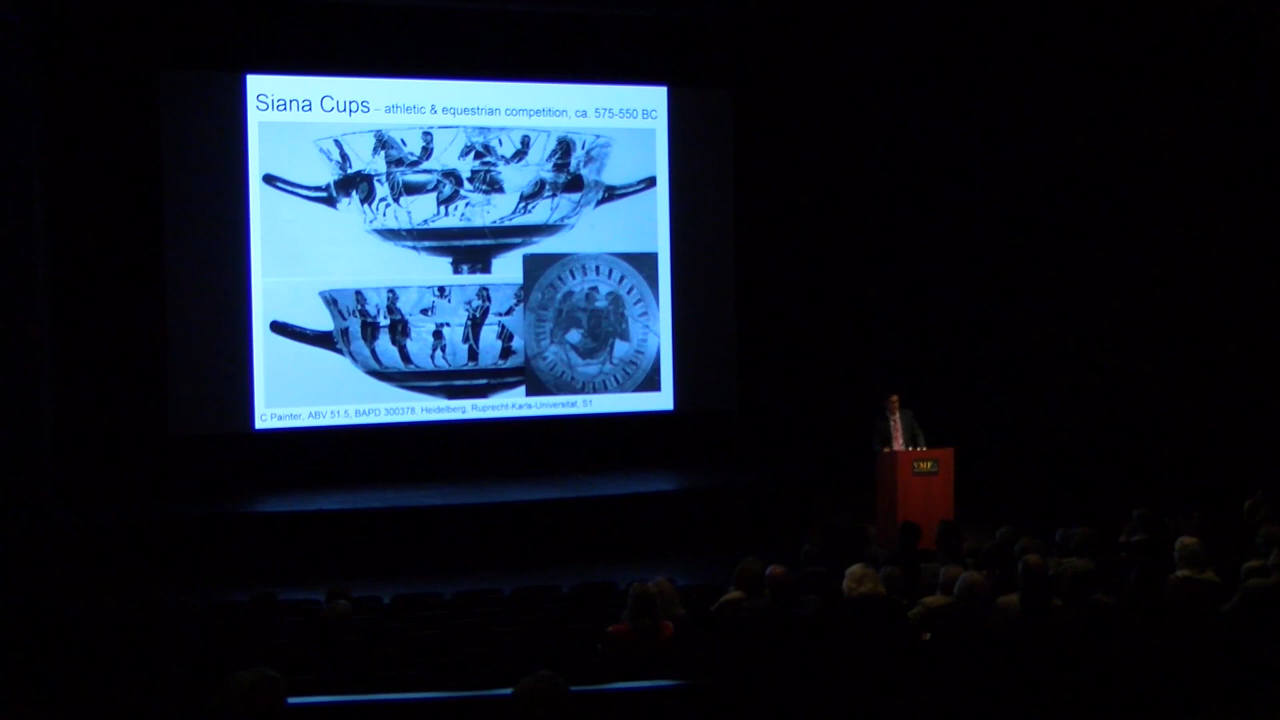 Siana Cups – athletic & equestrian competition, ca. 575-550 BC
C Painter, ABV 51.5, BAPD 300378, Heidelberg, Ruprecht-Karls-Universitat, S1
VMFA